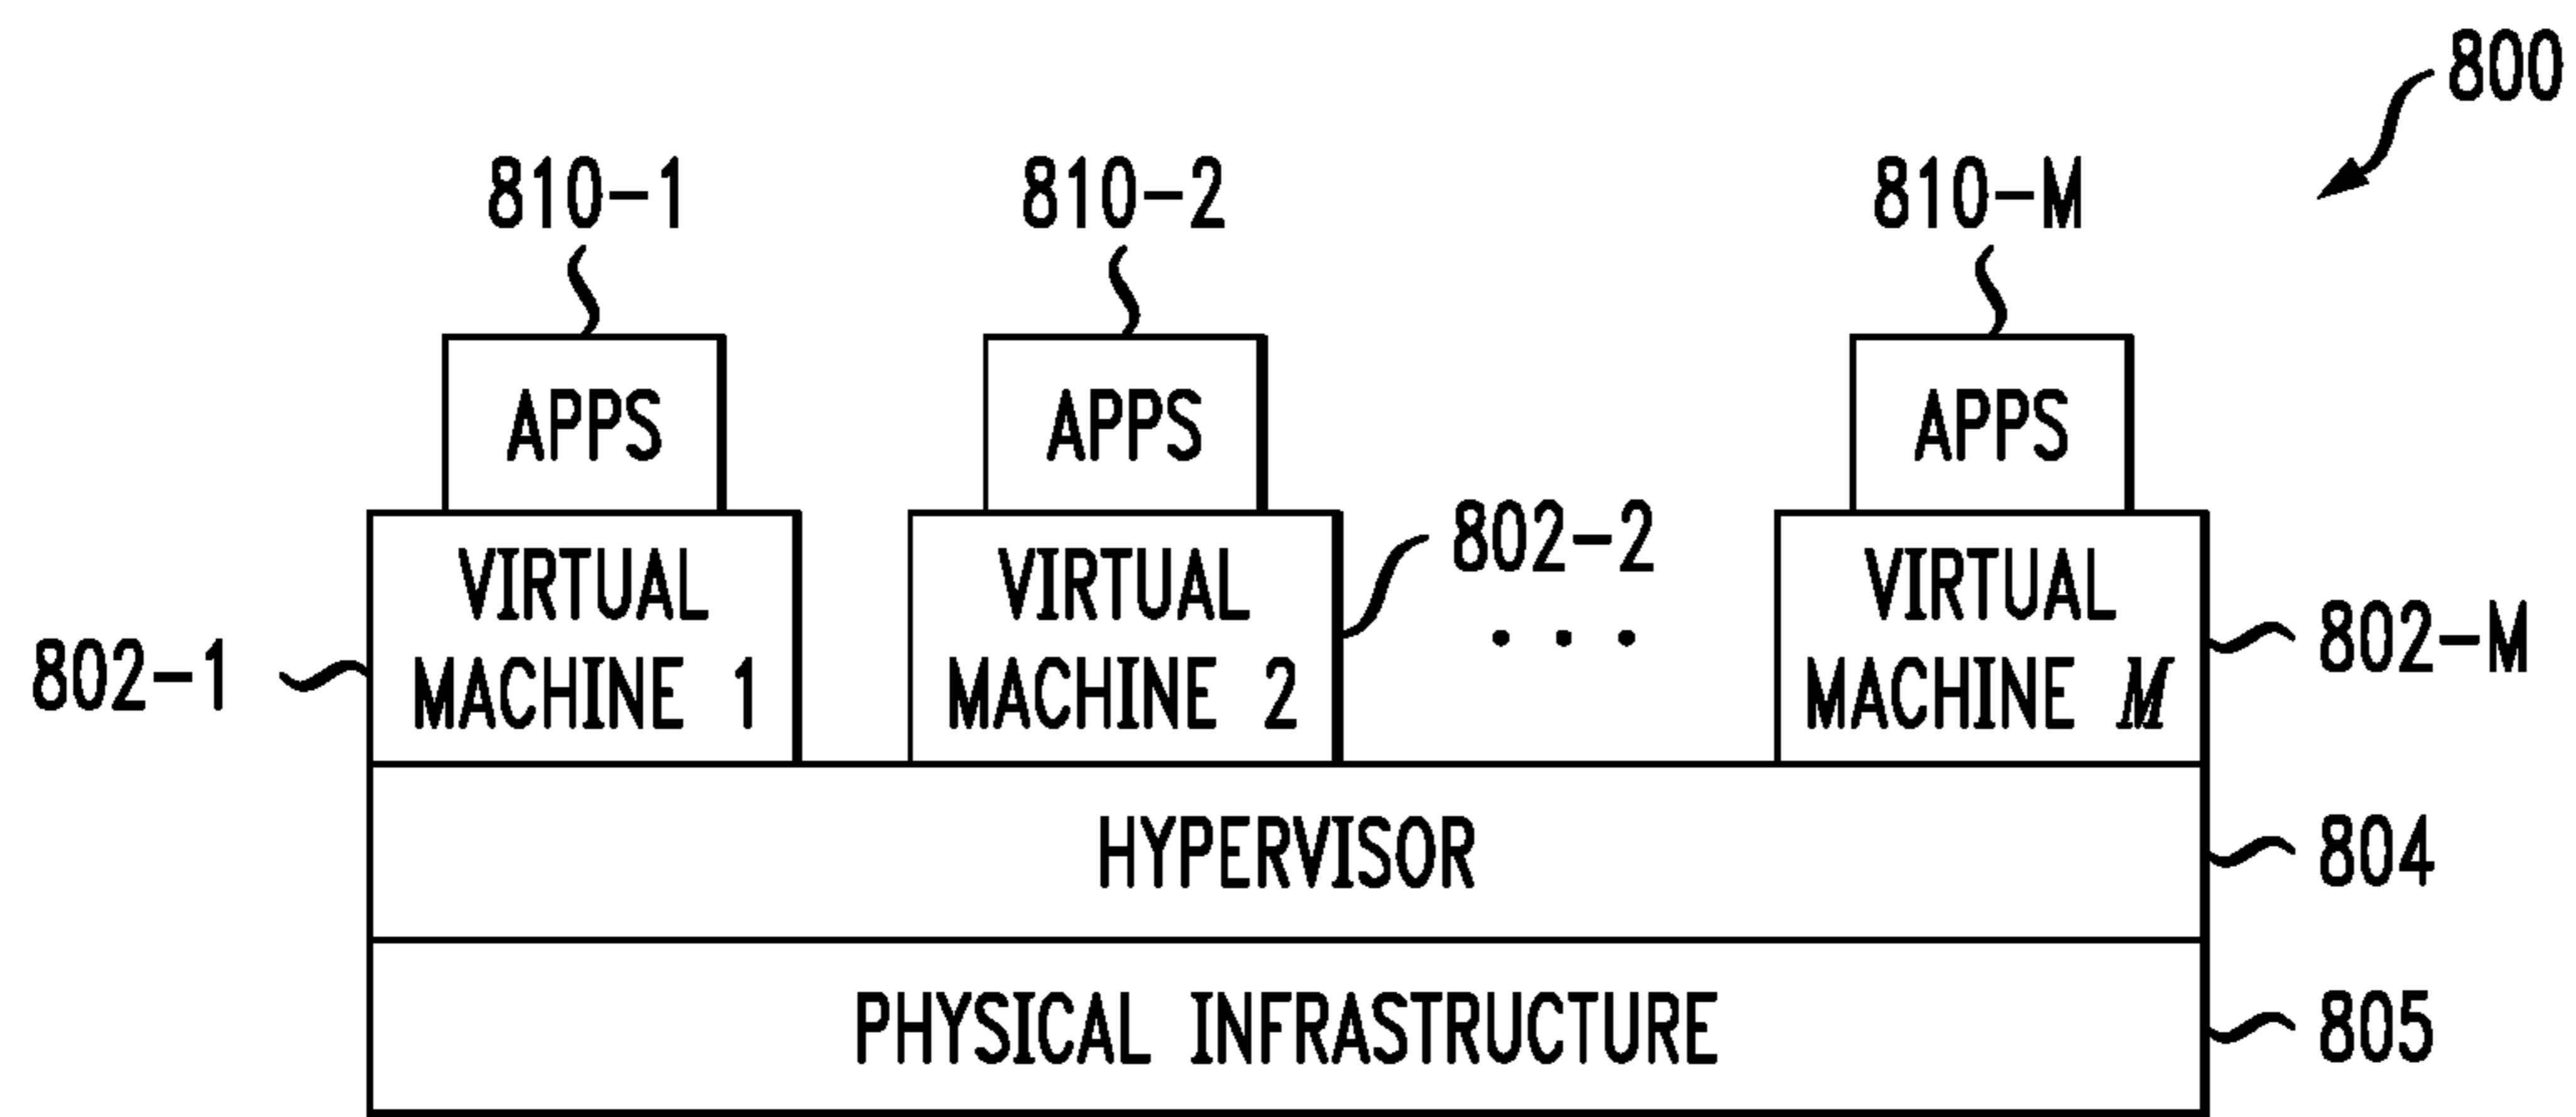 800
810-1 810-2 810-M
APPS APPS APPS
802-2
VIRTUAL VIRTUAL VIRTUAL
802-1 MACHINE 1 MACHINE 2 . . . MACHINE M 802-M
HYPERVISOR 804
PHYSICAL INFRASTRUCTURE 805